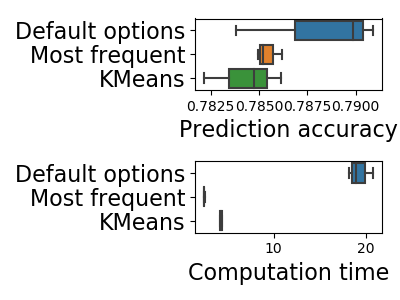 Default options
Most frequent
KMeans
0.7825 0.7850 0.7875 0.7900
Prediction accuracy
Default options
Most frequent
KMeans
10 20
Computation time